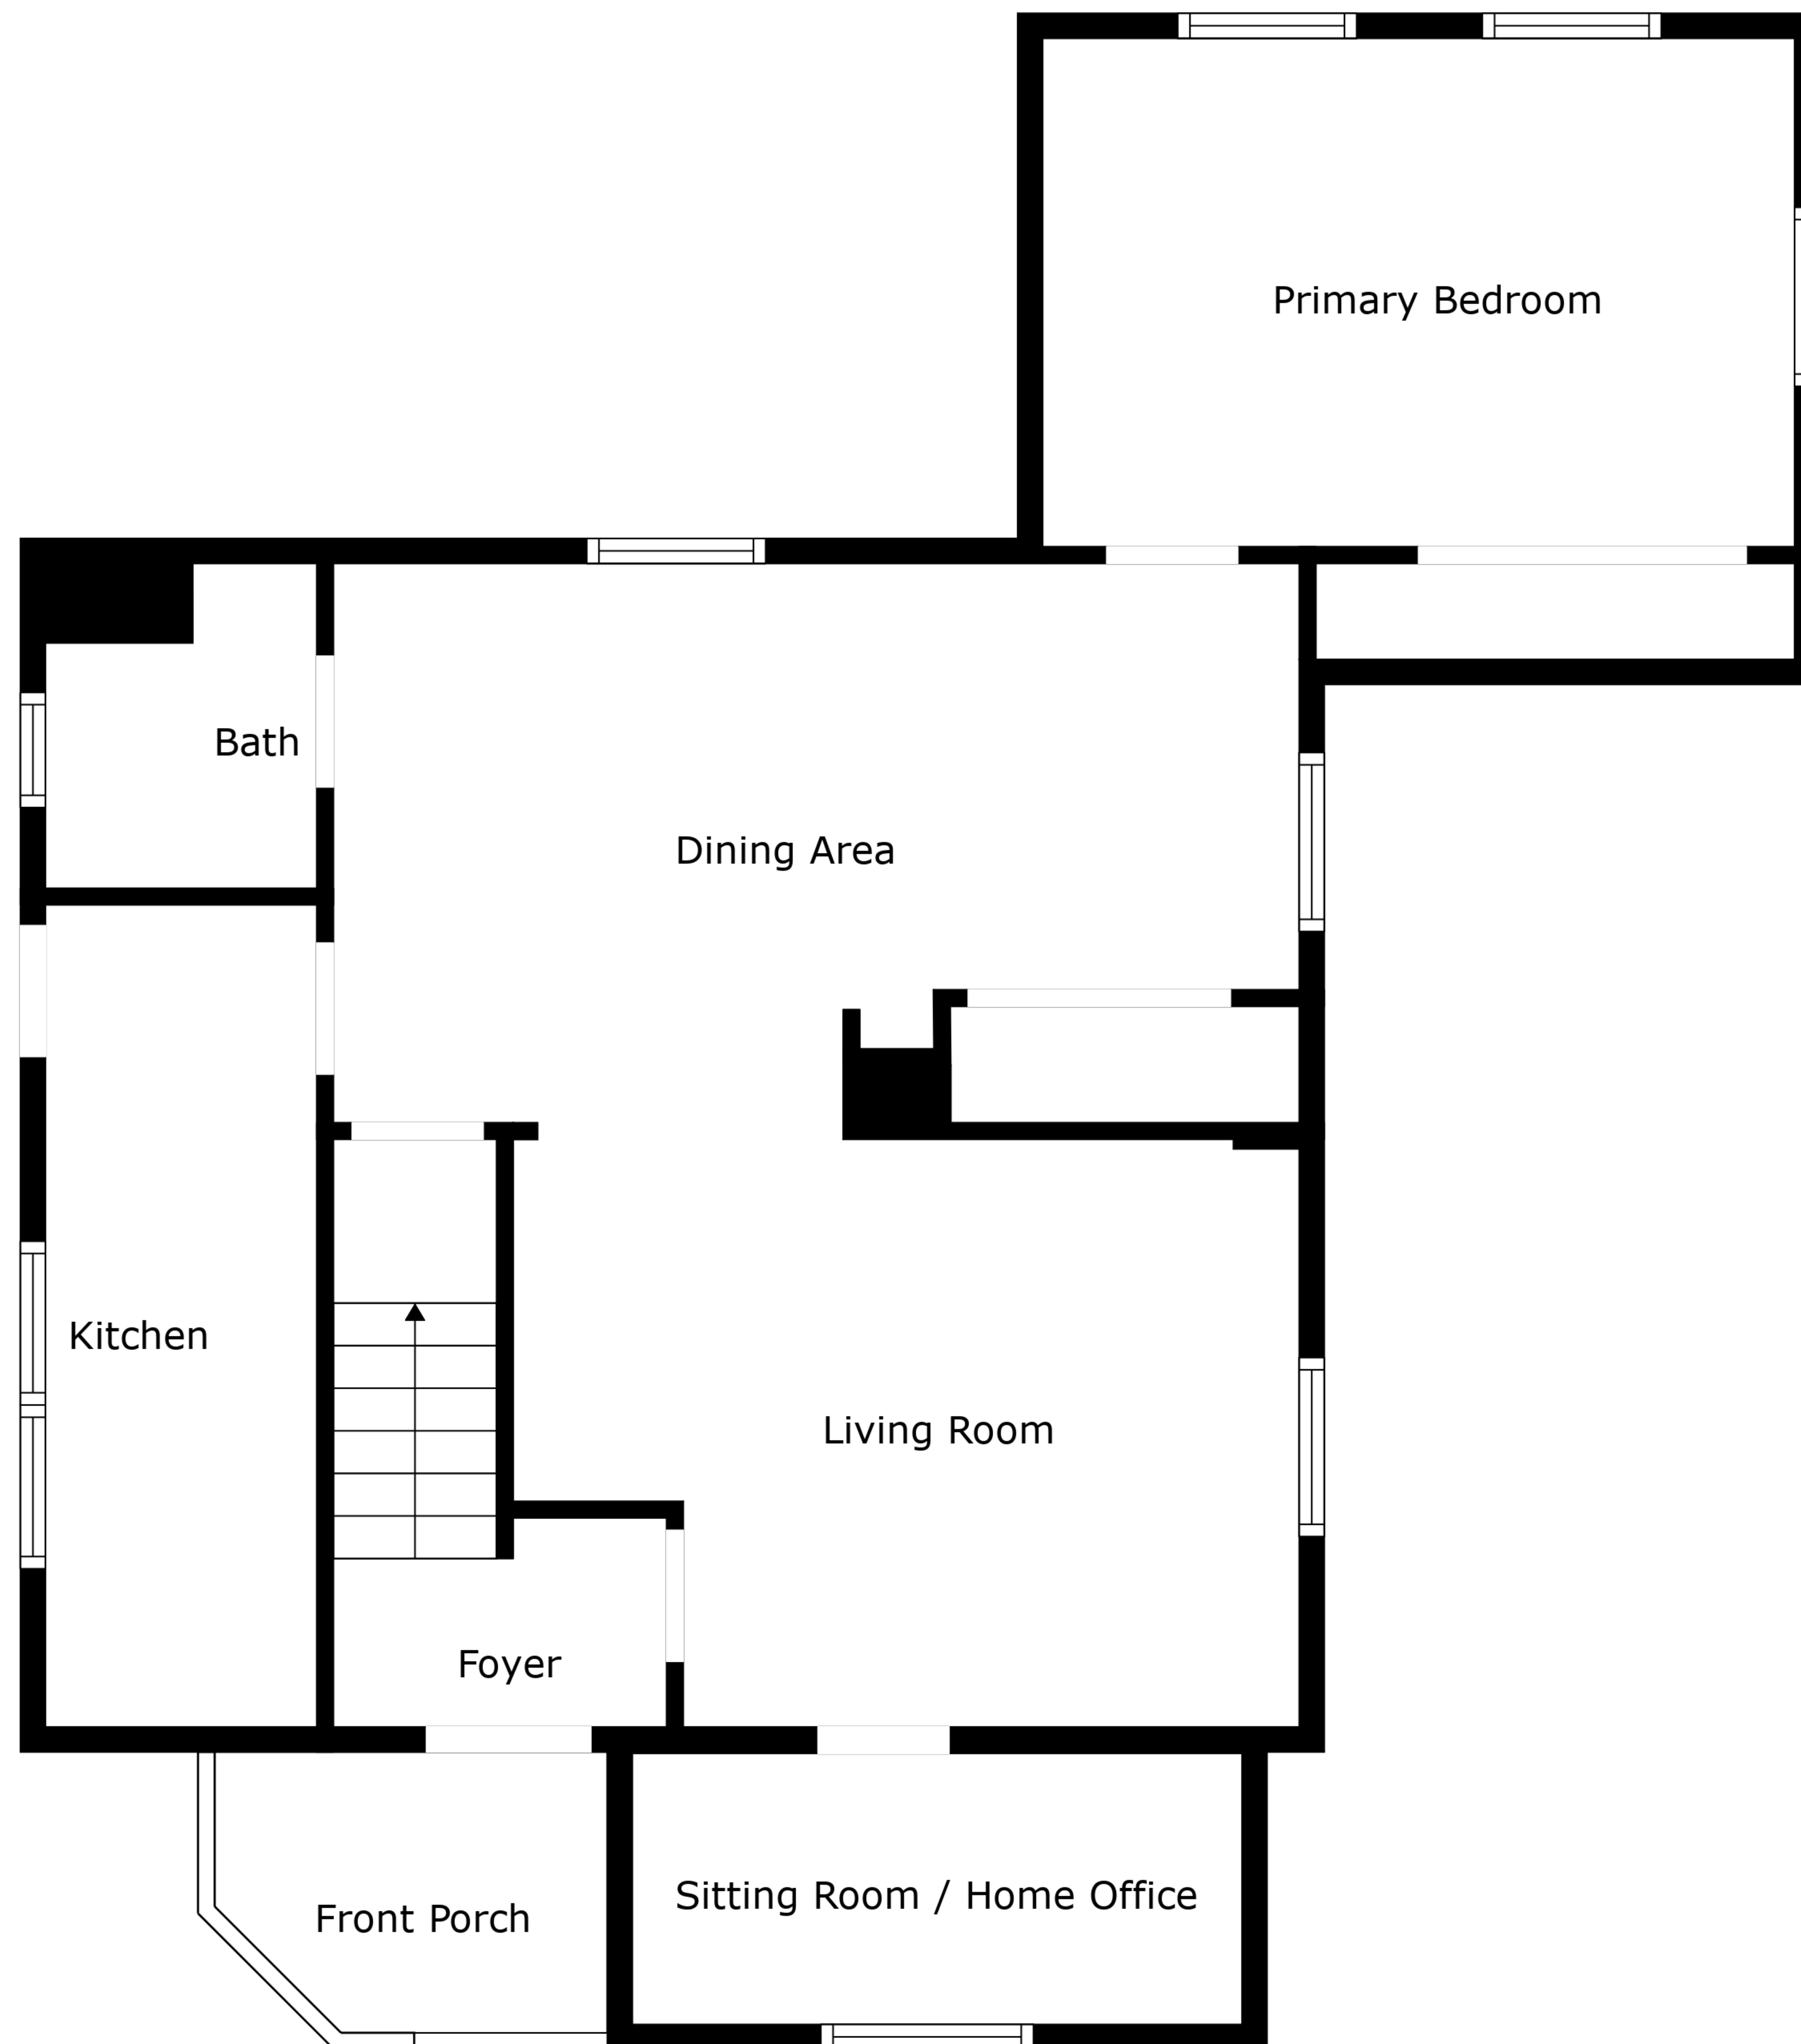 Primary Bedroom
Bath
Dining Area
Kitchen
Living Room
Foyer
Sitting Room / Home Office
Front Porch